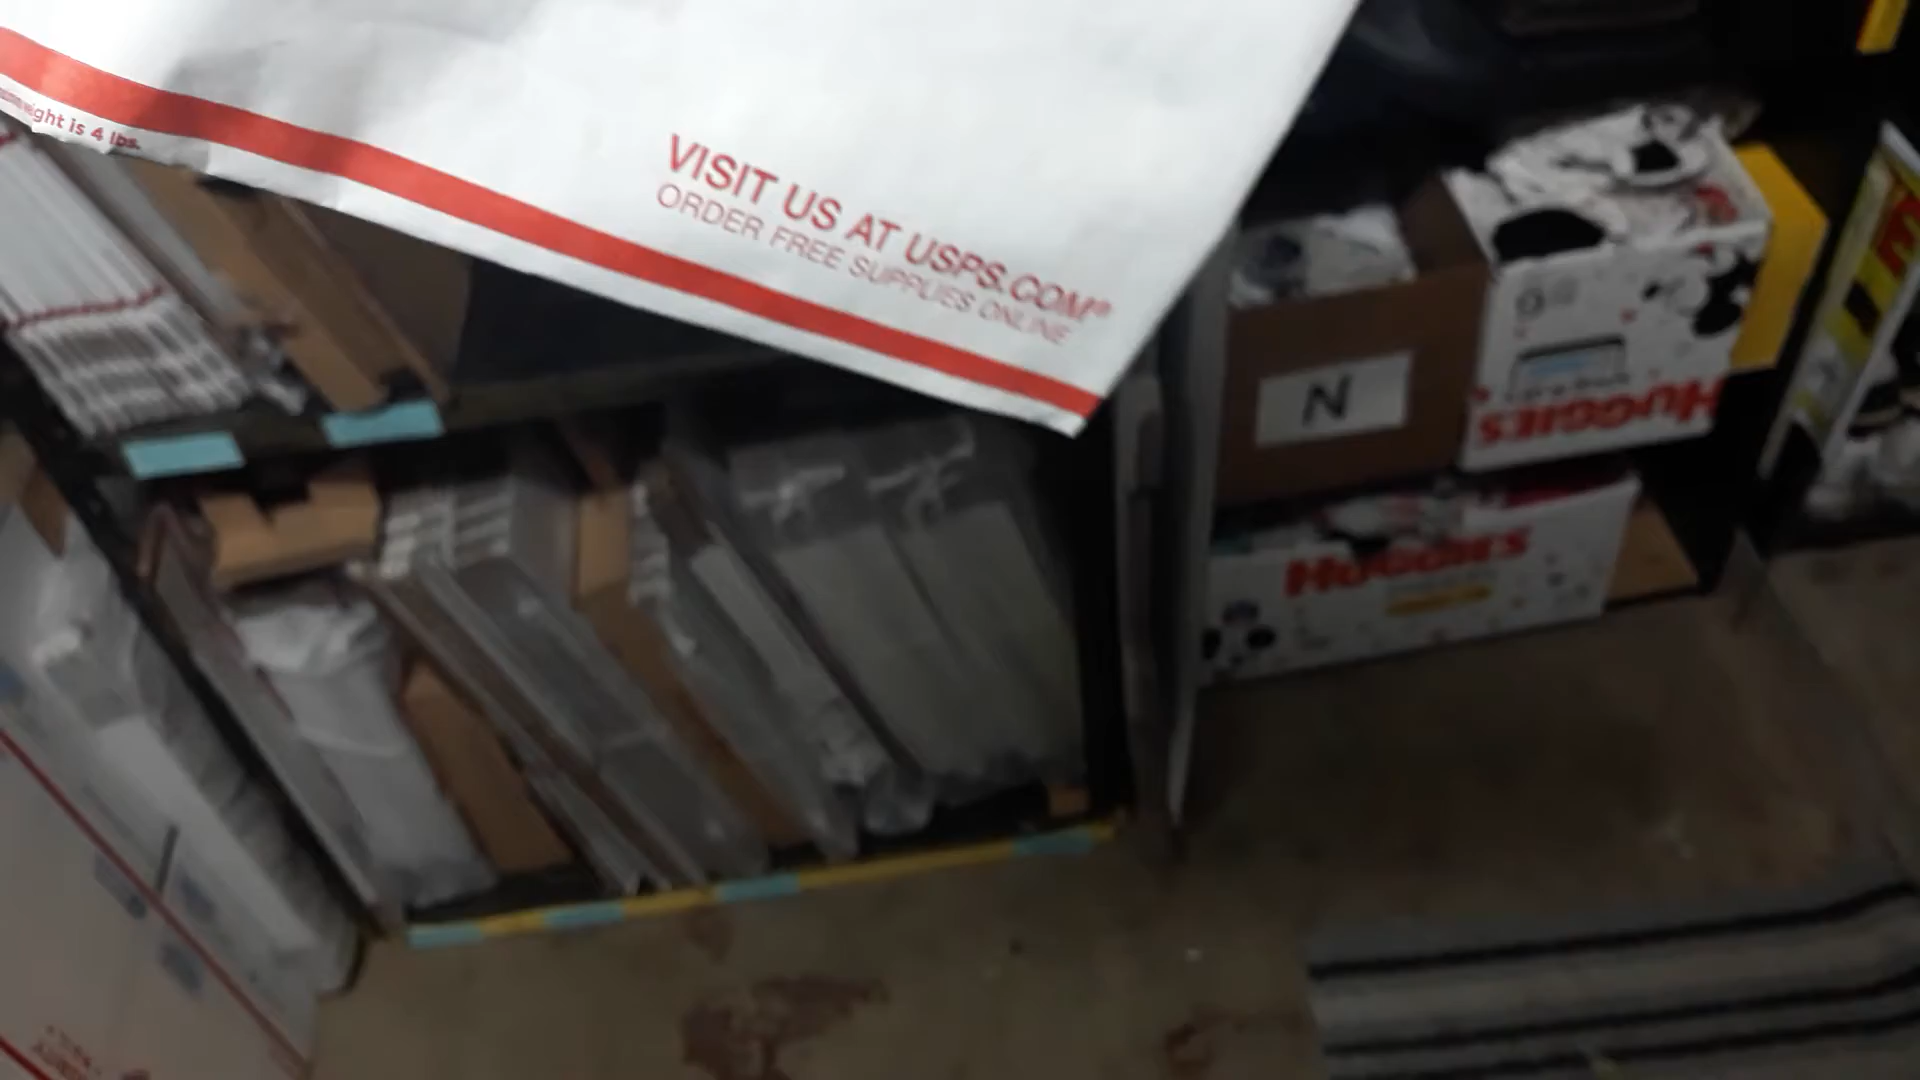 ight is 4 lbs.
VISIT US AT USPS.COM®
ORDER FREE SUPPLIES ONLINE
N
HUGGIES
HUGGIES